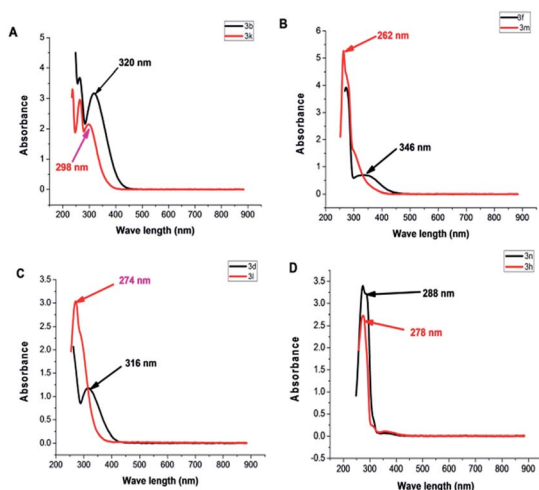 A
3b
3k
320 nm
298 nm
Absorbance
5
4
3
2
1
0
200 300 400 500 600 700 800 900
Wave length (nm)
B
3f
3m
262 nm
346 nm
Absorbance
6
5
4
3
2
1
0
200 300 400 500 600 700 800 900
Wave length (nm)
C
3d
3l
274 nm
316 nm
Absorbance
3.5
3.0
2.5
2.0
1.5
1.0
0.5
0.0
200 300 400 500 600 700 800 900
Wave length (nm)
D
3n
3h
288 nm
278 nm
Absorbance
3.5
3.0
2.5
2.0
1.5
1.0
0.5
0.0
-0.5
200 300 400 500 600 700 800 900
Wave length (nm)